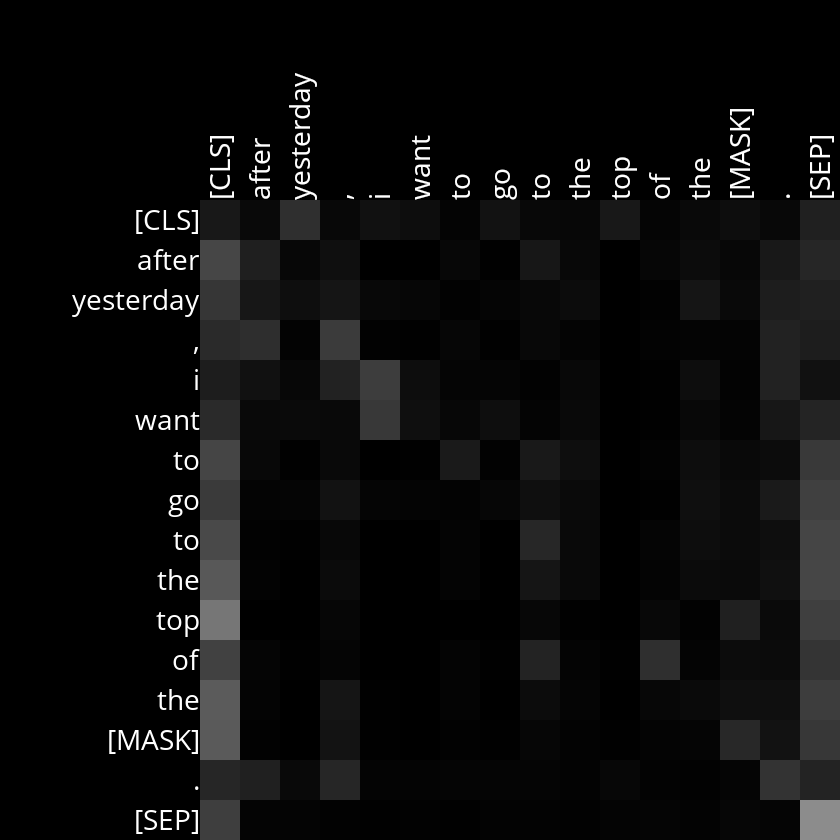 [CLS] after yesterday , i want to go to the top of the [MASK] . [SEP]
[CLS]
after
yesterday
,
i
want
to
go
to
the
top
of
the
[MASK]
.
[SEP]